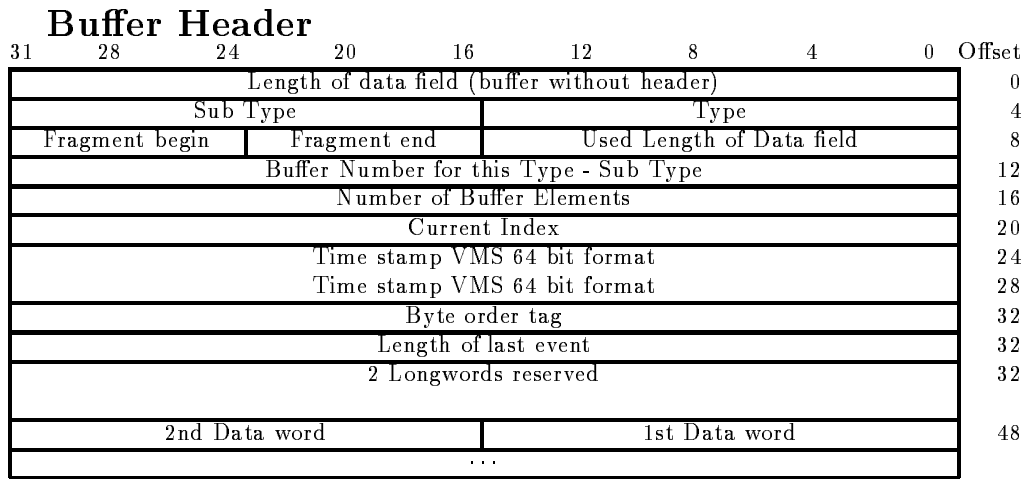 Buffer Header
31 28 24 20 16 12 8 4 0 Offset
Length of data field (buffer without header) 0
Sub Type Type 4
Fragment begin Fragment end Used Length of Data field 8
Buffer Number for this Type - Sub Type 12
Number of Buffer Elements 16
Current Index 20
Time stamp VMS 64 bit format 24
Time stamp VMS 64 bit format 28
Byte order tag 32
Length of last event 32
2 Longwords reserved 32
2nd Data word 1st Data word 48
...